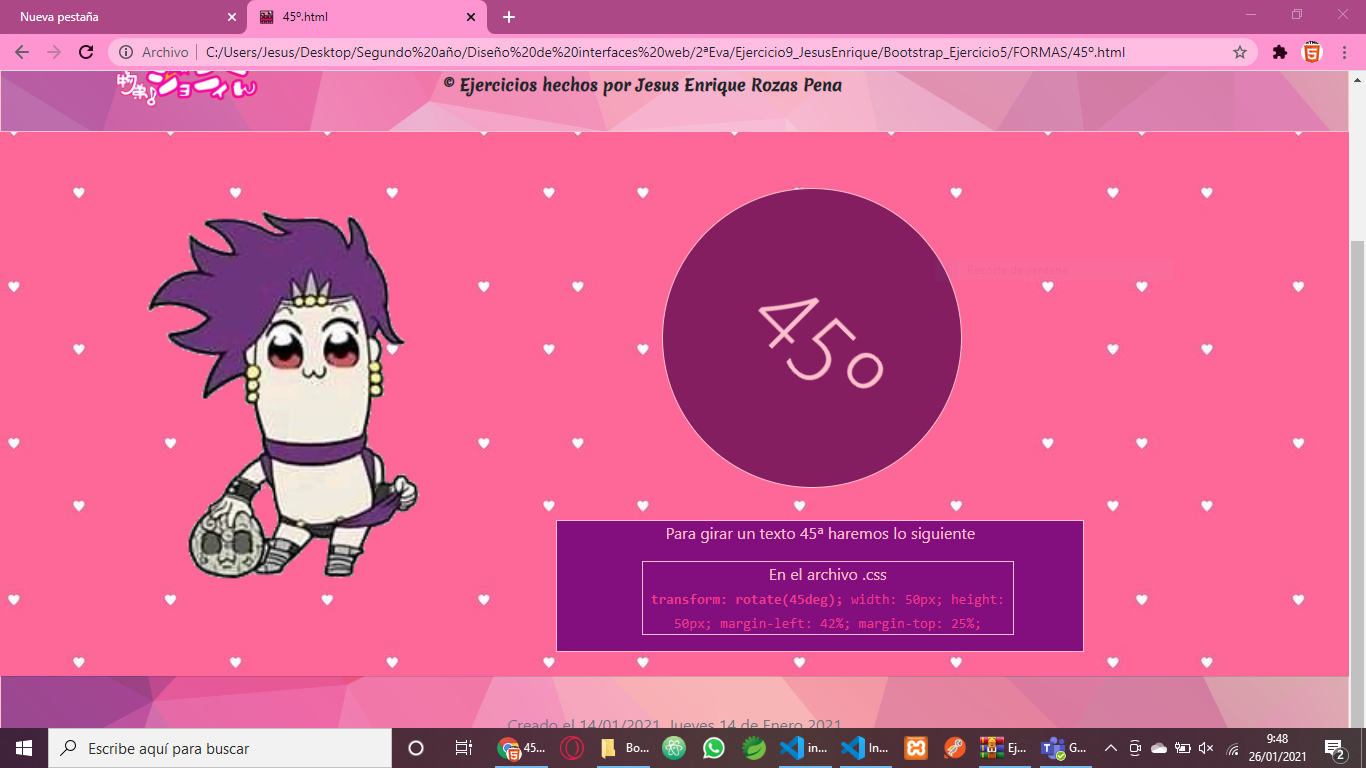 Nueva pestaña
45º.html
Archivo
C:/Users/Jesus/Desktop/Segundo%20año/Diseño%20de%20interfaces%20web/2ªEva/Ejercicio9_JesusEnrique/Bootstrap_Ejercicio5/FORMAS/45º.html
© Ejercicios hechos por Jesus Enrique Rozas Pena
45º
Recorte de ventana
Para girar un texto 45ª haremos lo siguiente
En el archivo .css
transform: rotate(45deg); width: 50px; height:
50px; margin-left: 42%; margin-top: 25%;
Creado el 14/01/2021, Jueves 14 de Enero 2021
Escribe aquí para buscar
45...
Bo...
in...
In...
Ej...
G...
9:48
26/01/2021
2